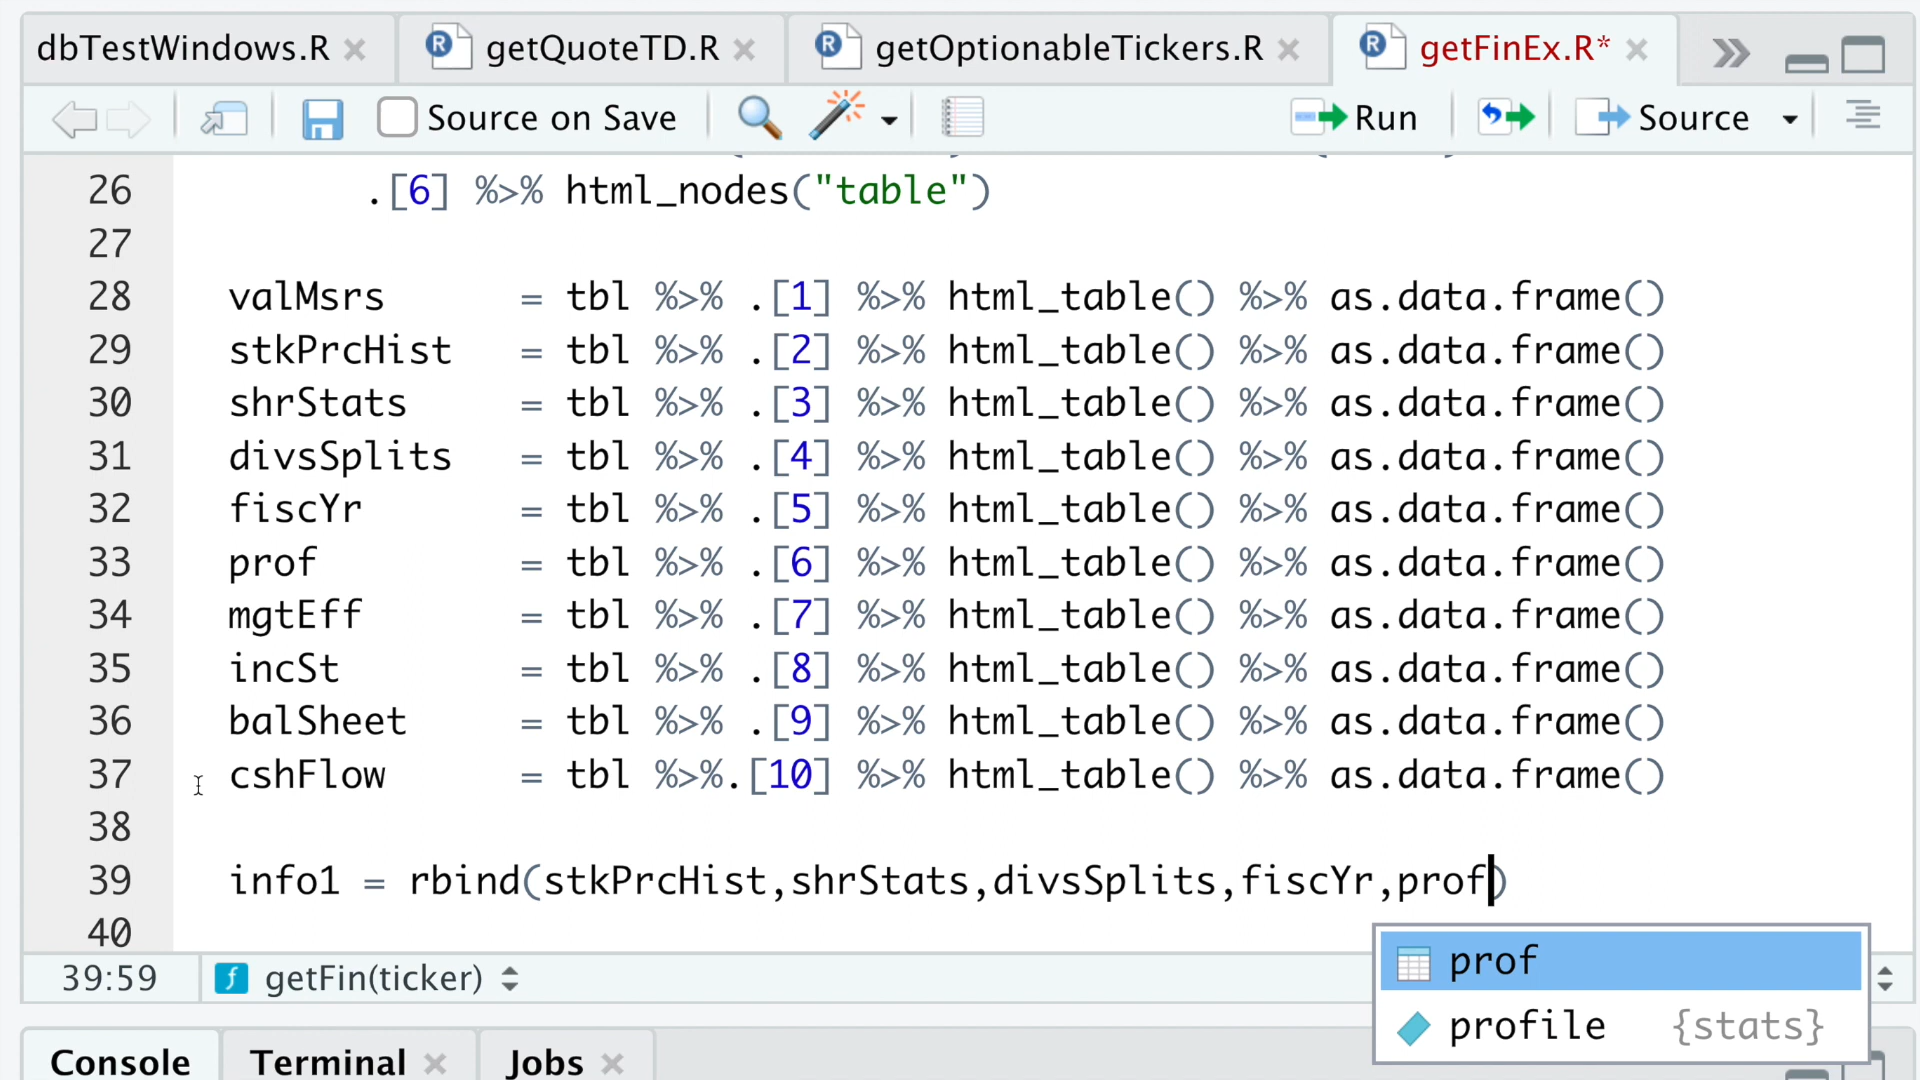 dbTestWindows.R getQuoteTD.R getOptionableTickers.R getFinEx.R*
Source on Save Run Source
26 .[6] %>% html_nodes("table")
27
28 valMsrs = tbl %>% .[1] %>% html_table() %>% as.data.frame()
29 stkPrcHist = tbl %>% .[2] %>% html_table() %>% as.data.frame()
30 shrStats = tbl %>% .[3] %>% html_table() %>% as.data.frame()
31 divsSplits = tbl %>% .[4] %>% html_table() %>% as.data.frame()
32 fiscYr = tbl %>% .[5] %>% html_table() %>% as.data.frame()
33 prof = tbl %>% .[6] %>% html_table() %>% as.data.frame()
34 mgtEff = tbl %>% .[7] %>% html_table() %>% as.data.frame()
35 incSt = tbl %>% .[8] %>% html_table() %>% as.data.frame()
36 balSheet = tbl %>% .[9] %>% html_table() %>% as.data.frame()
37 cshFlow = tbl %>%.[10] %>% html_table() %>% as.data.frame()
38
39 info1 = rbind(stkPrcHist,shrStats,divsSplits,fiscYr,prof)
40
prof
39:59 getFin(ticker)
profile {stats}
Console Terminal Jobs